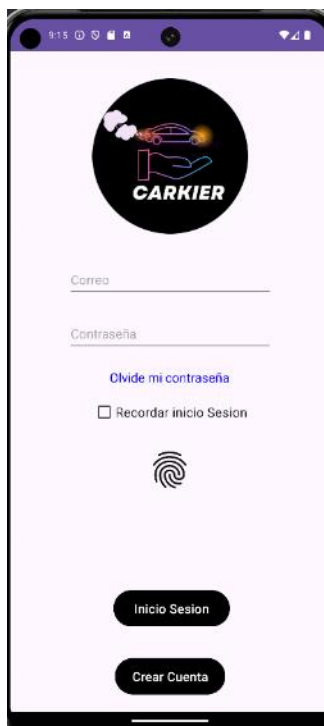 9:15
CARKIER
Correo
Contraseña
Olvide mi contraseña
Recordar inicio Sesion
Inicio Sesion
Crear Cuenta